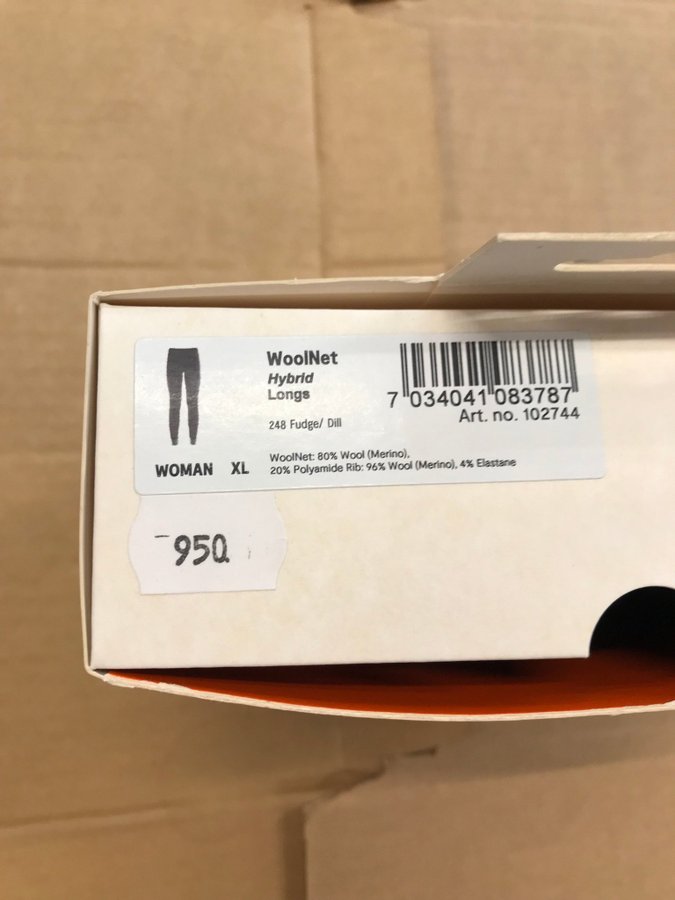 WoolNet
Hybrid
Longs
248 Fudge/ Dill
WoolNet: 80% Wool (Merino),
20% Polyamide Rib: 96% Wool (Merino), 4% Elastane
WOMAN XL
7 034041 083787
Art. no. 102744
950